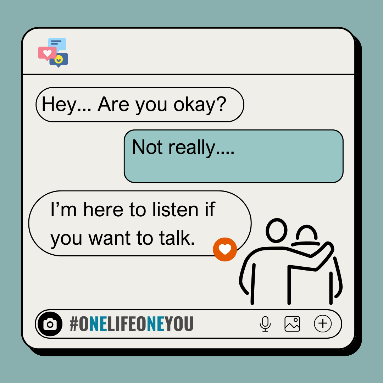 Hey... Are you okay?
Not really....
I'm here to listen if
you want to talk.
#ONELIFEONEYOU